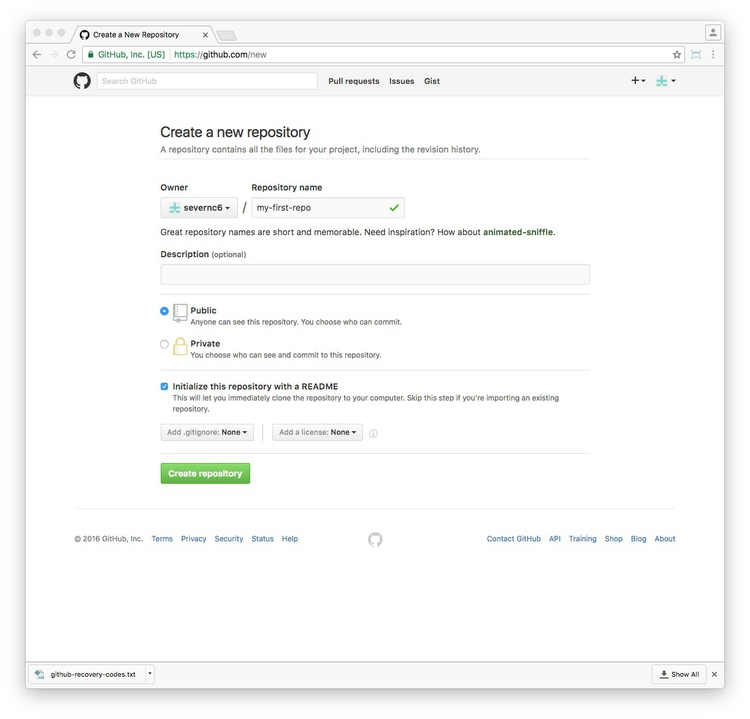 Create a New Repository
GitHub, Inc. [US] https://github.com/new
Search GitHub Pull requests Issues Gist
Create a new repository
A repository contains all the files for your project, including the revision history.
Owner Repository name
severnc6 / my-first-repo
Great repository names are short and memorable. Need inspiration? How about animated-sniffle.
Description (optional)
Public
Anyone can see this repository. You choose who can commit.
Private
You choose who can see and commit to this repository.
Initialize this repository with a README
This will let you immediately clone the repository to your computer. Skip this step if you're importing an existing
repository.
Add .gitignore: None Add a license: None
Create repository
© 2016 GitHub, Inc. Terms Privacy Security Status Help Contact GitHub API Training Shop Blog About
github-recovery-codes.txt Show All